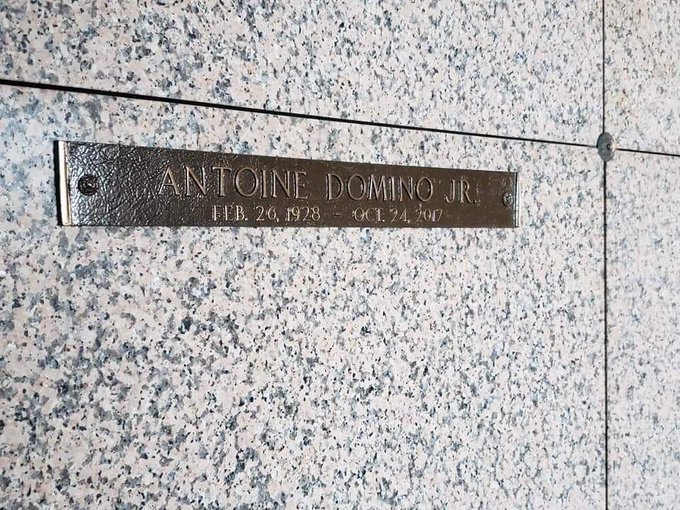 ANTOINE DOMINO JR.
FEB. 26, 1928 - OCT. 24, 2017